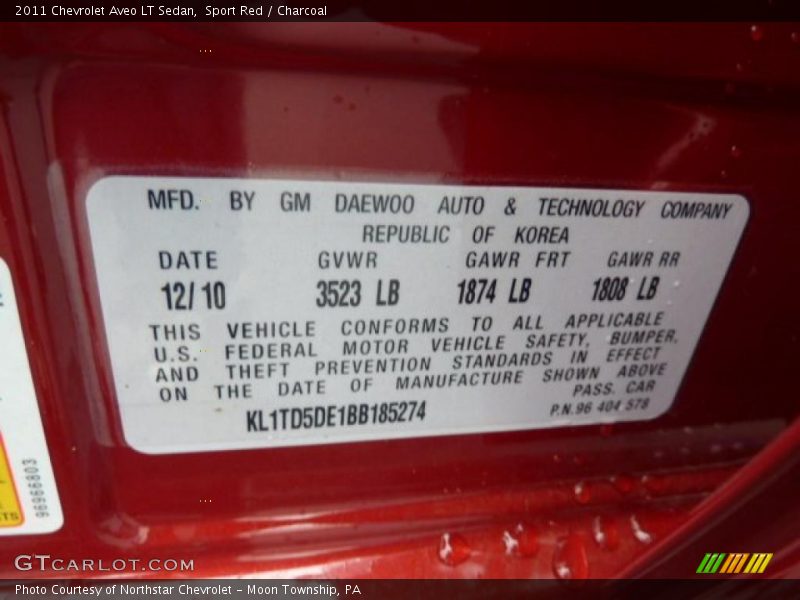 2011 Chevrolet Aveo LT Sedan, Sport Red / Charcoal
MFD. BY GM DAEWOO AUTO & TECHNOLOGY COMPANY
REPUBLIC OF KOREA
DATE GVWR GAWR FRT GAWR RR
12/10 3523 LB 1874 LB 1808 LB
THIS VEHICLE CONFORMS TO ALL APPLICABLE
U.S. FEDERAL MOTOR VEHICLE SAFETY, BUMPER,
AND THEFT PREVENTION STANDARDS IN EFFECT
ON THE DATE OF MANUFACTURE SHOWN ABOVE
PASS. CAR
KL1TD5DE1BB185274 P.N.96 404 578
96966803
GTCARLOT.COM
Photo Courtesy of Northstar Chevrolet - Moon Township, PA